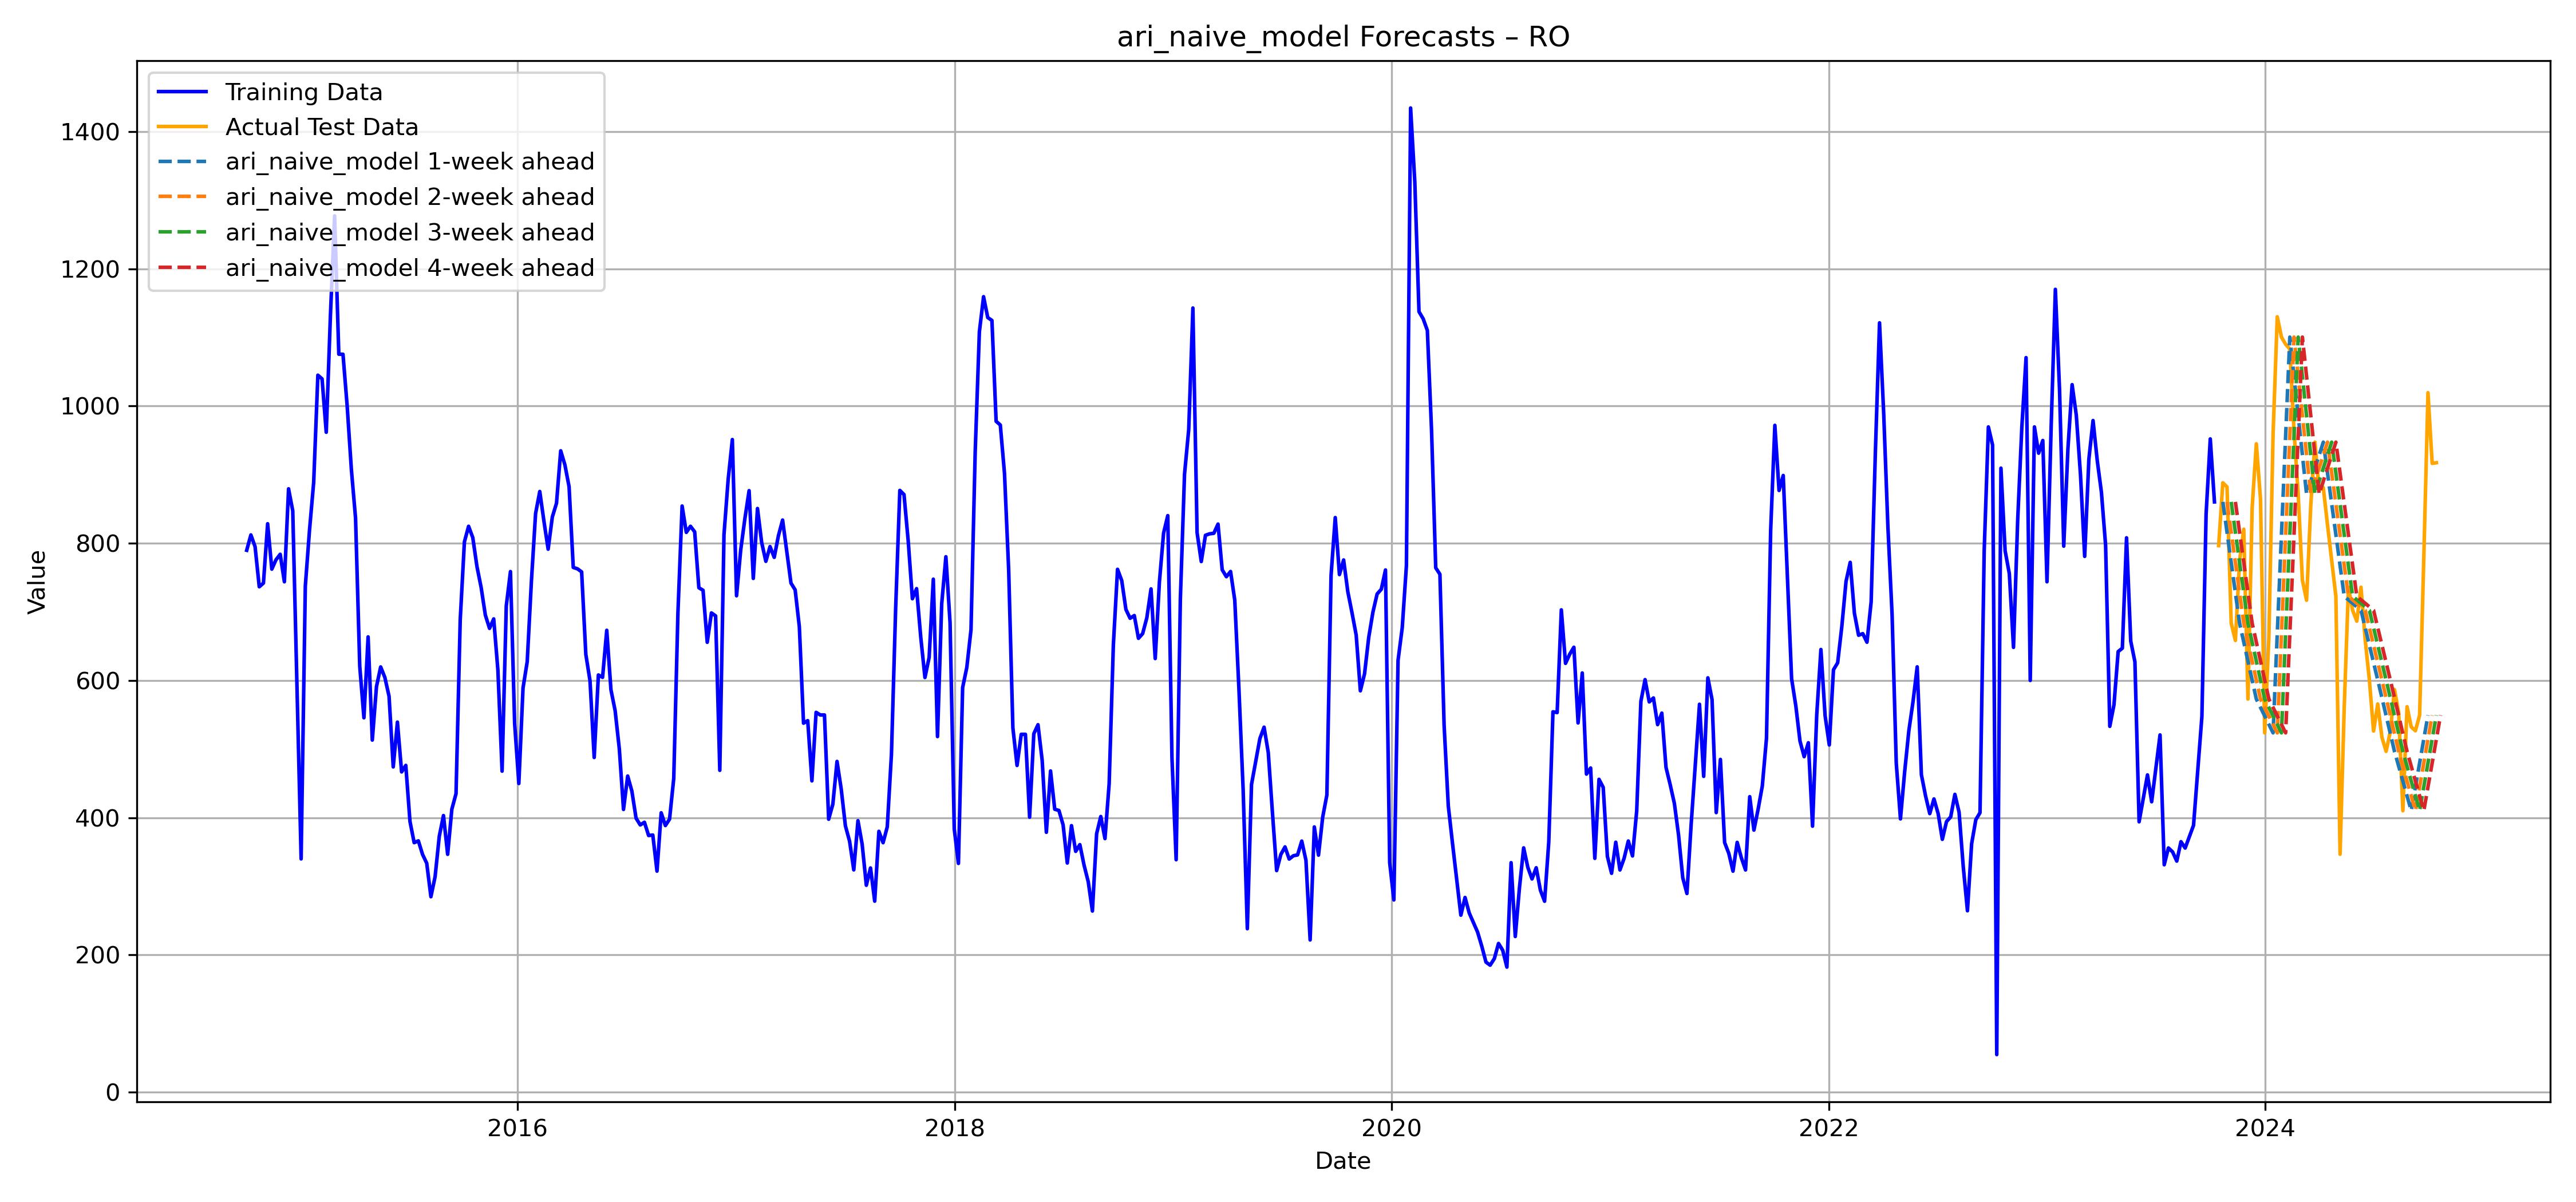 ari_naive_model Forecasts – RO
Training Data
Actual Test Data
ari_naive_model 1-week ahead
ari_naive_model 2-week ahead
ari_naive_model 3-week ahead
ari_naive_model 4-week ahead
1400
1200
1000
800
600
400
200
0
Value
2016
2018
2020
2022
2024
Date